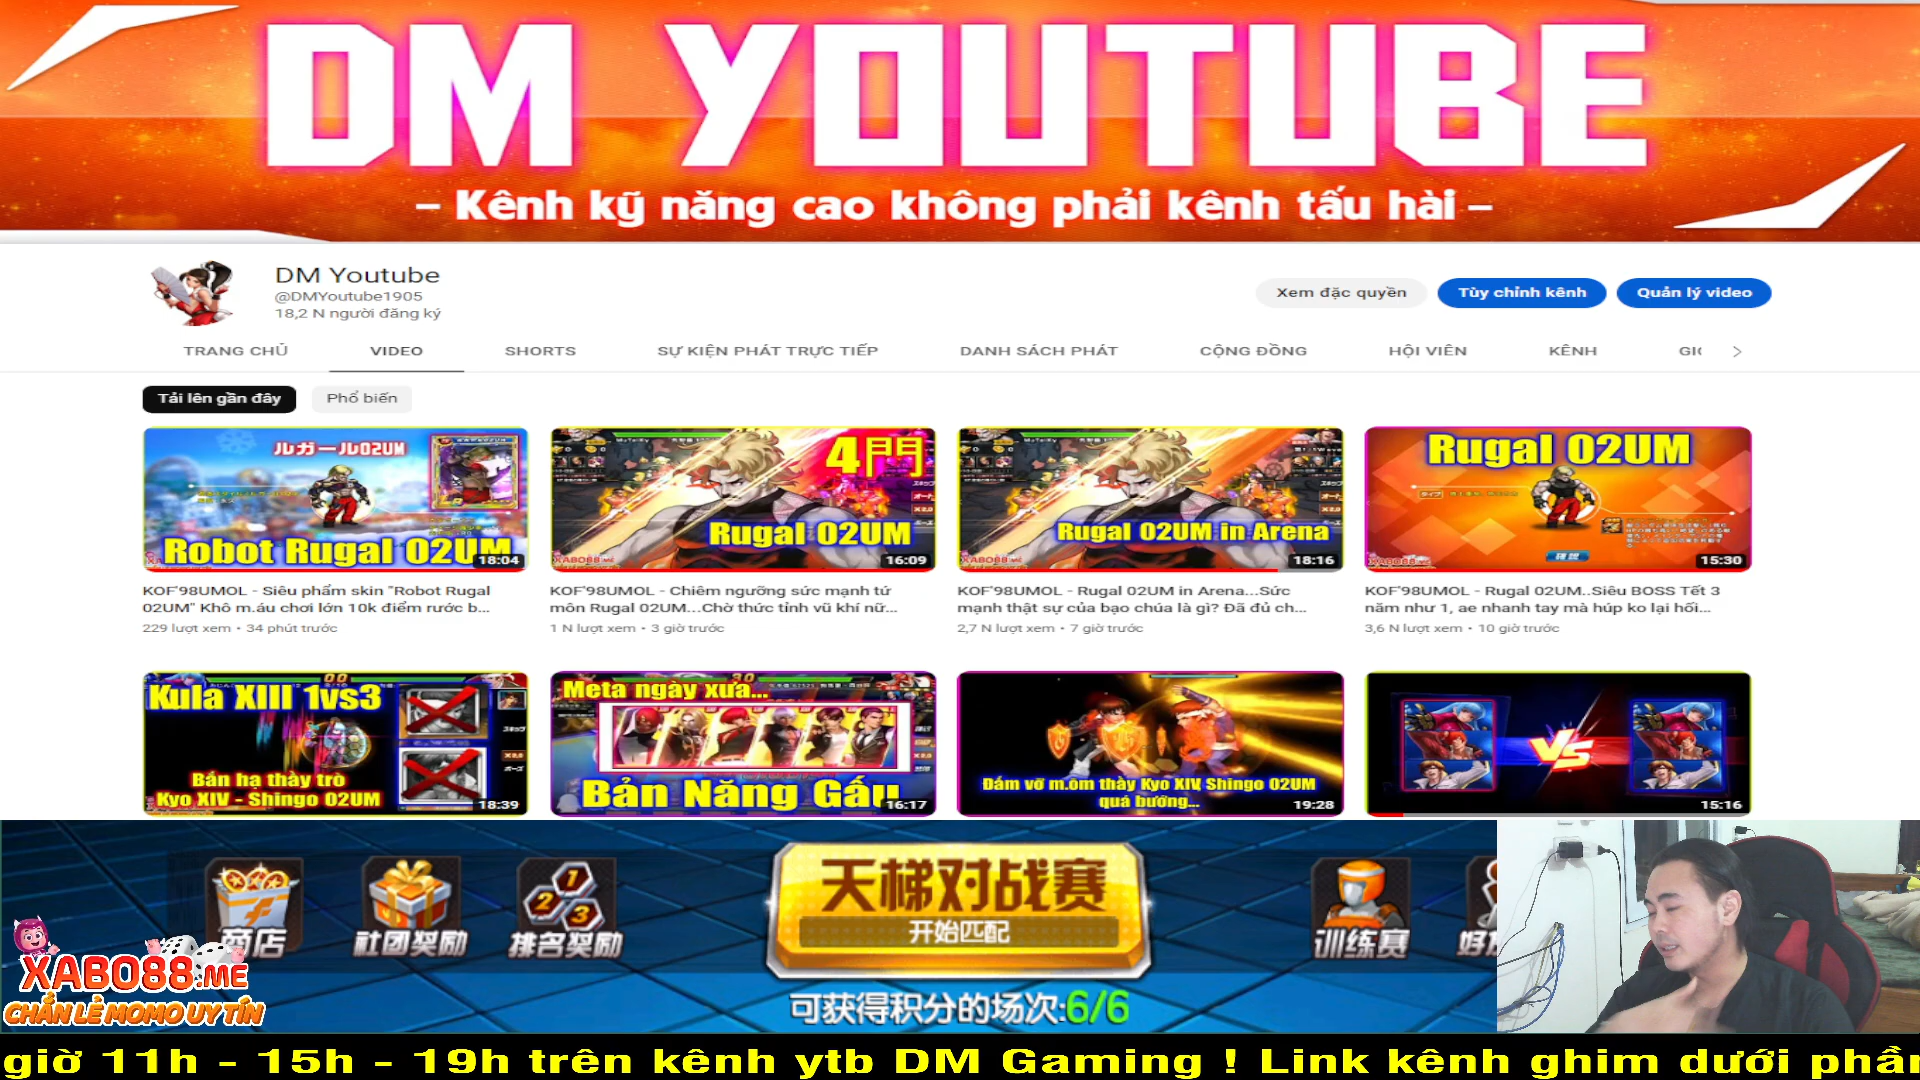 DM YOUTUBE
– Kênh kỹ năng cao không phải kênh tấu hài –
DM Youtube
@DMYoutube1905
18,2 N người đăng ký
Xem đặc quyền
Tùy chỉnh kênh
Quản lý video
TRANG CHỦ VIDEO SHORTS SỰ KIỆN PHÁT TRỰC TIẾP DANH SÁCH PHÁT CỘNG ĐỒNG HỘI VIÊN KÊNH
Tải lên gần đây
Phổ biến
ルガール02UM
Robot Rugal 02UM
18:04
4門
Rugal 02UM
16:09
Rugal 02UM in Arena
18:16
Rugal 02UM
15:30
KOF'98UMOL - Siêu phẩm skin "Robot Rugal
02UM" Khô m.áu chơi lớn 10k điểm rước b...
229 lượt xem • 34 phút trước
KOF'98UMOL - Chiêm ngưỡng sức mạnh tứ
môn Rugal 02UM...Chờ thức tỉnh vũ khí nữ...
1 N lượt xem • 3 giờ trước
KOF'98UMOL - Rugal 02UM in Arena...Sức
mạnh thật sự của bạo chúa là gì? Đã đủ ch...
2,7 N lượt xem • 7 giờ trước
KOF'98UMOL - Rugal 02UM..Siêu BOSS Tết 3
năm như 1, ae nhanh tay mà húp ko lại hối...
3,6 N lượt xem • 10 giờ trước
Kula XIII 1vs3
Bắn hạ thày trò
Kyo XIV - Shingo 02UM
18:39
Meta ngày xưa...
Bản Năng Gấu
16:17
Đấm vỡ m.ồm thày Kyo XIV, Shingo 02UM
quá bướng...
19:28
VS
15:16
商店
社团奖励
排名奖励
天梯对战赛
开始匹配
可获得积分的场次:6/6
训练赛
XABO88.ME
CHẴN LẺ MOMO UY TÍN
giờ 11h - 15h - 19h trên kênh ytb DM Gaming ! Link kênh ghim dưới phần